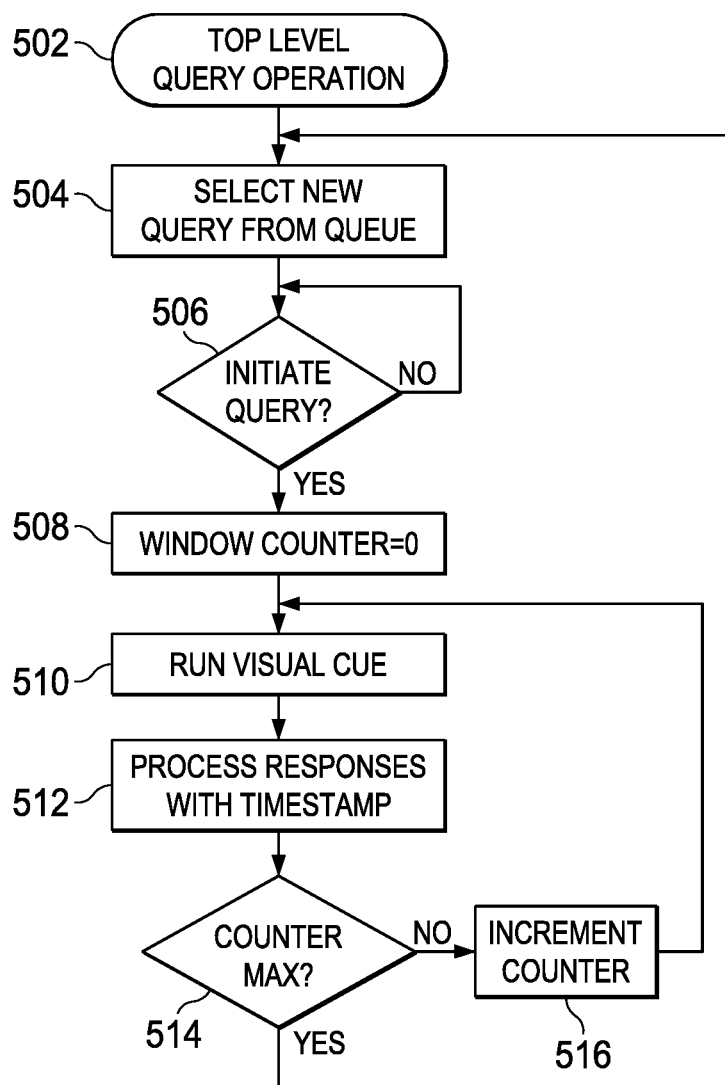 502
TOP LEVEL
QUERY OPERATION
504
SELECT NEW
QUERY FROM QUEUE
506
INITIATE
QUERY?
NO
YES
508
WINDOW COUNTER=0
510
RUN VISUAL CUE
512
PROCESS RESPONSES
WITH TIMESTAMP
COUNTER
MAX?
NO
INCREMENT
COUNTER
514
YES
516